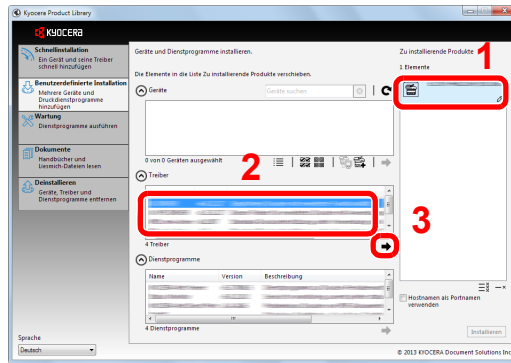 Kyocera Product Library
KYOCERA
Schnellinstallation
Ein Gerät und seine Treiber
schnell hinzufügen
Benutzerdefinierte Installation
Mehrere Geräte und
Druckdienstprogramme
hinzufügen
Wartung
Dienstprogramme ausführen
Dokumente
Handbücher und
Liesmich-Dateien lesen
Deinstallieren
Geräte, Treiber und
Dienstprogramme entfernen
Sprache
Deutsch
Geräte und Dienstprogramme installieren.
Die Elemente in die Liste Zu installierende Produkte verschieben.
Geräte
Geräte suchen
0 von 0 Geräten ausgewählt
2
Treiber
3
4 Treiber
Dienstprogramme
Name Version Beschreibung
4 Dienstprogramme
Zu installierende Produkte
1
1 Elemente
Hostnamen als Portnamen
verwenden
Installieren
© 2013 KYOCERA Document Solutions Inc.